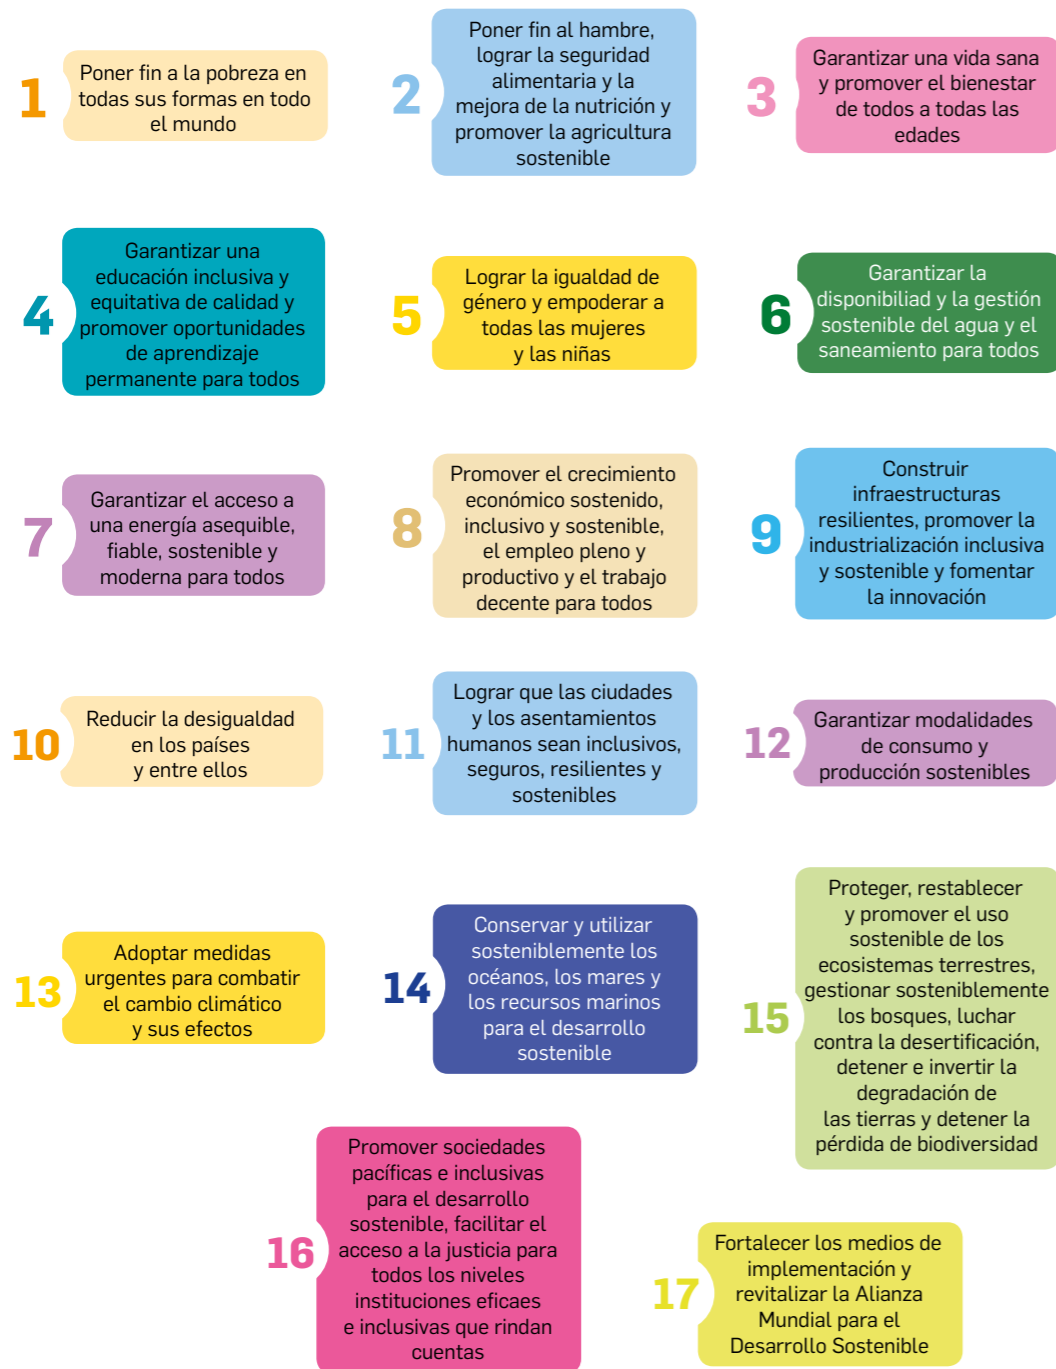 1
Poner fin a la pobreza en
todas sus formas en todo
el mundo
2
Poner fin al hambre,
lograr la seguridad
alimentaria y la
mejora de la nutrición y
promover la agricultura
sostenible
3
Garantizar una vida sana
y promover el bienestar
de todos a todas las
edades
4
Garantizar una
educación inclusiva y
equitativa de calidad y
promover oportunidades
de aprendizaje
permanente para todos
5
Lograr la igualdad de
género y empoderar a
todas las mujeres
y las niñas
6
Garantizar la
disponibiliad y la gestión
sostenible del agua y el
saneamiento para todos
7
Garantizar el acceso a
una energía asequible,
fiable, sostenible y
moderna para todos
8
Promover el crecimiento
económico sostenido,
inclusivo y sostenible,
el empleo pleno y
productivo y el trabajo
decente para todos
9
Construir
infraestructuras
resilientes, promover la
industrialización inclusiva
y sostenible y fomentar
la innovación
10
Reducir la desigualdad
en los países
y entre ellos
11
Lograr que las ciudades
y los asentamientos
humanos sean inclusivos,
seguros, resilientes y
sostenibles
12
Garantizar modalidades
de consumo y
producción sostenibles
13
Adoptar medidas
urgentes para combatir
el cambio climático
y sus efectos
14
Conservar y utilizar
sosteniblemente los
océanos, los mares y
los recursos marinos
para el desarrollo
sostenible
15
Proteger, restablecer
y promover el uso
sostenible de los
ecosistemas terrestres,
gestionar sosteniblemente
los bosques, luchar
contra la desertificación,
detener e invertir la
degradación de
las tierras y detener la
pérdida de biodiversidad
16
Promover sociedades
pacíficas e inclusivas
para el desarrollo
sostenible, facilitar el
acceso a la justicia para
todos los niveles
instituciones eficaes
e inclusivas que rindan
cuentas
17
Fortalecer los medios de
implementación y
revitalizar la Alianza
Mundial para el
Desarrollo Sostenible